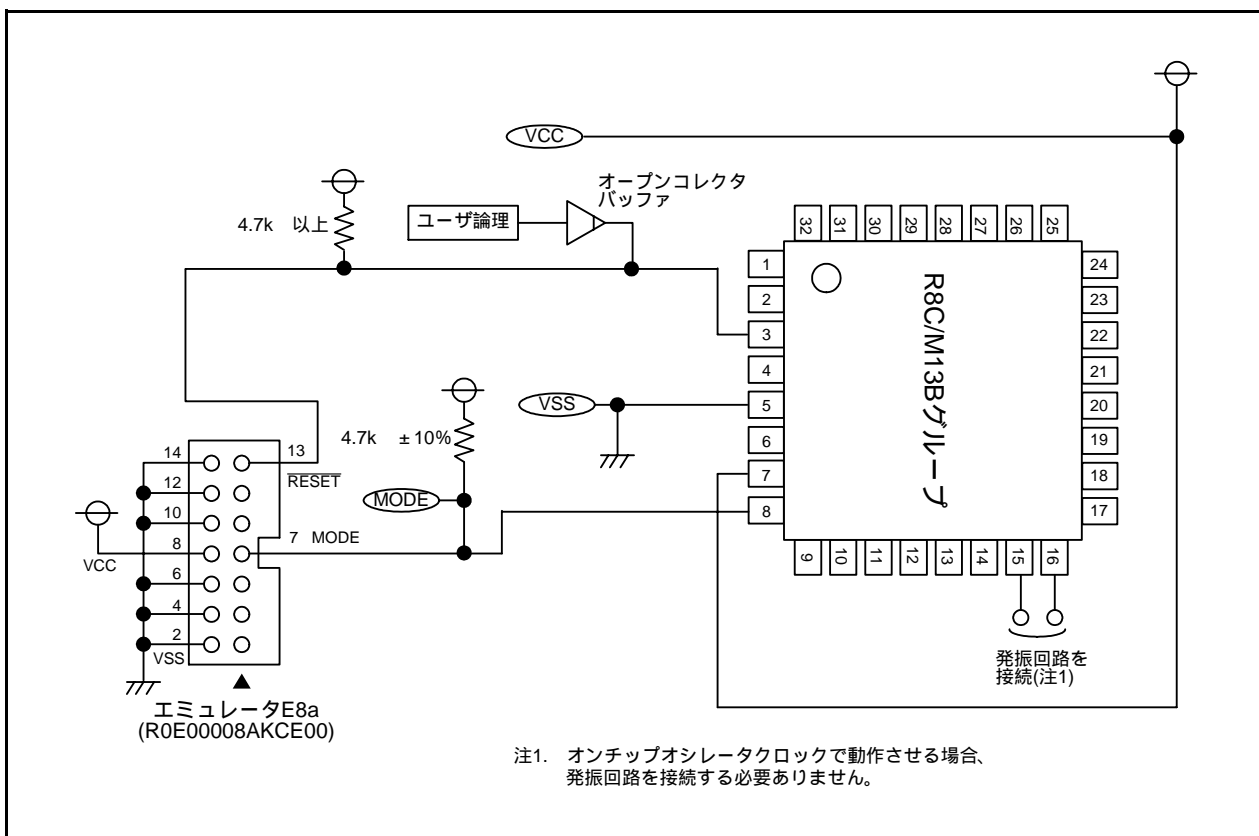 VCC
オープンコレクタ
バッファ
4.7k 以上
ユーザ論理
32 31 30 29 28 27 26 25
1
2
3
4
5
6
7
8
R8C/M13Bグループ
24
23
22
21
20
19
18
17
9 10 11 12 13 14 15 16
VSS
4.7k ±10%
MODE
14
12
10
8
6
4
2
13
RESET
7 MODE
VCC
VSS
発振回路を
接続(注1)
エミュレータE8a
(R0E00008AKCE00)
注1. オンチップオシレータクロックで動作させる場合、
発振回路を接続する必要ありません。